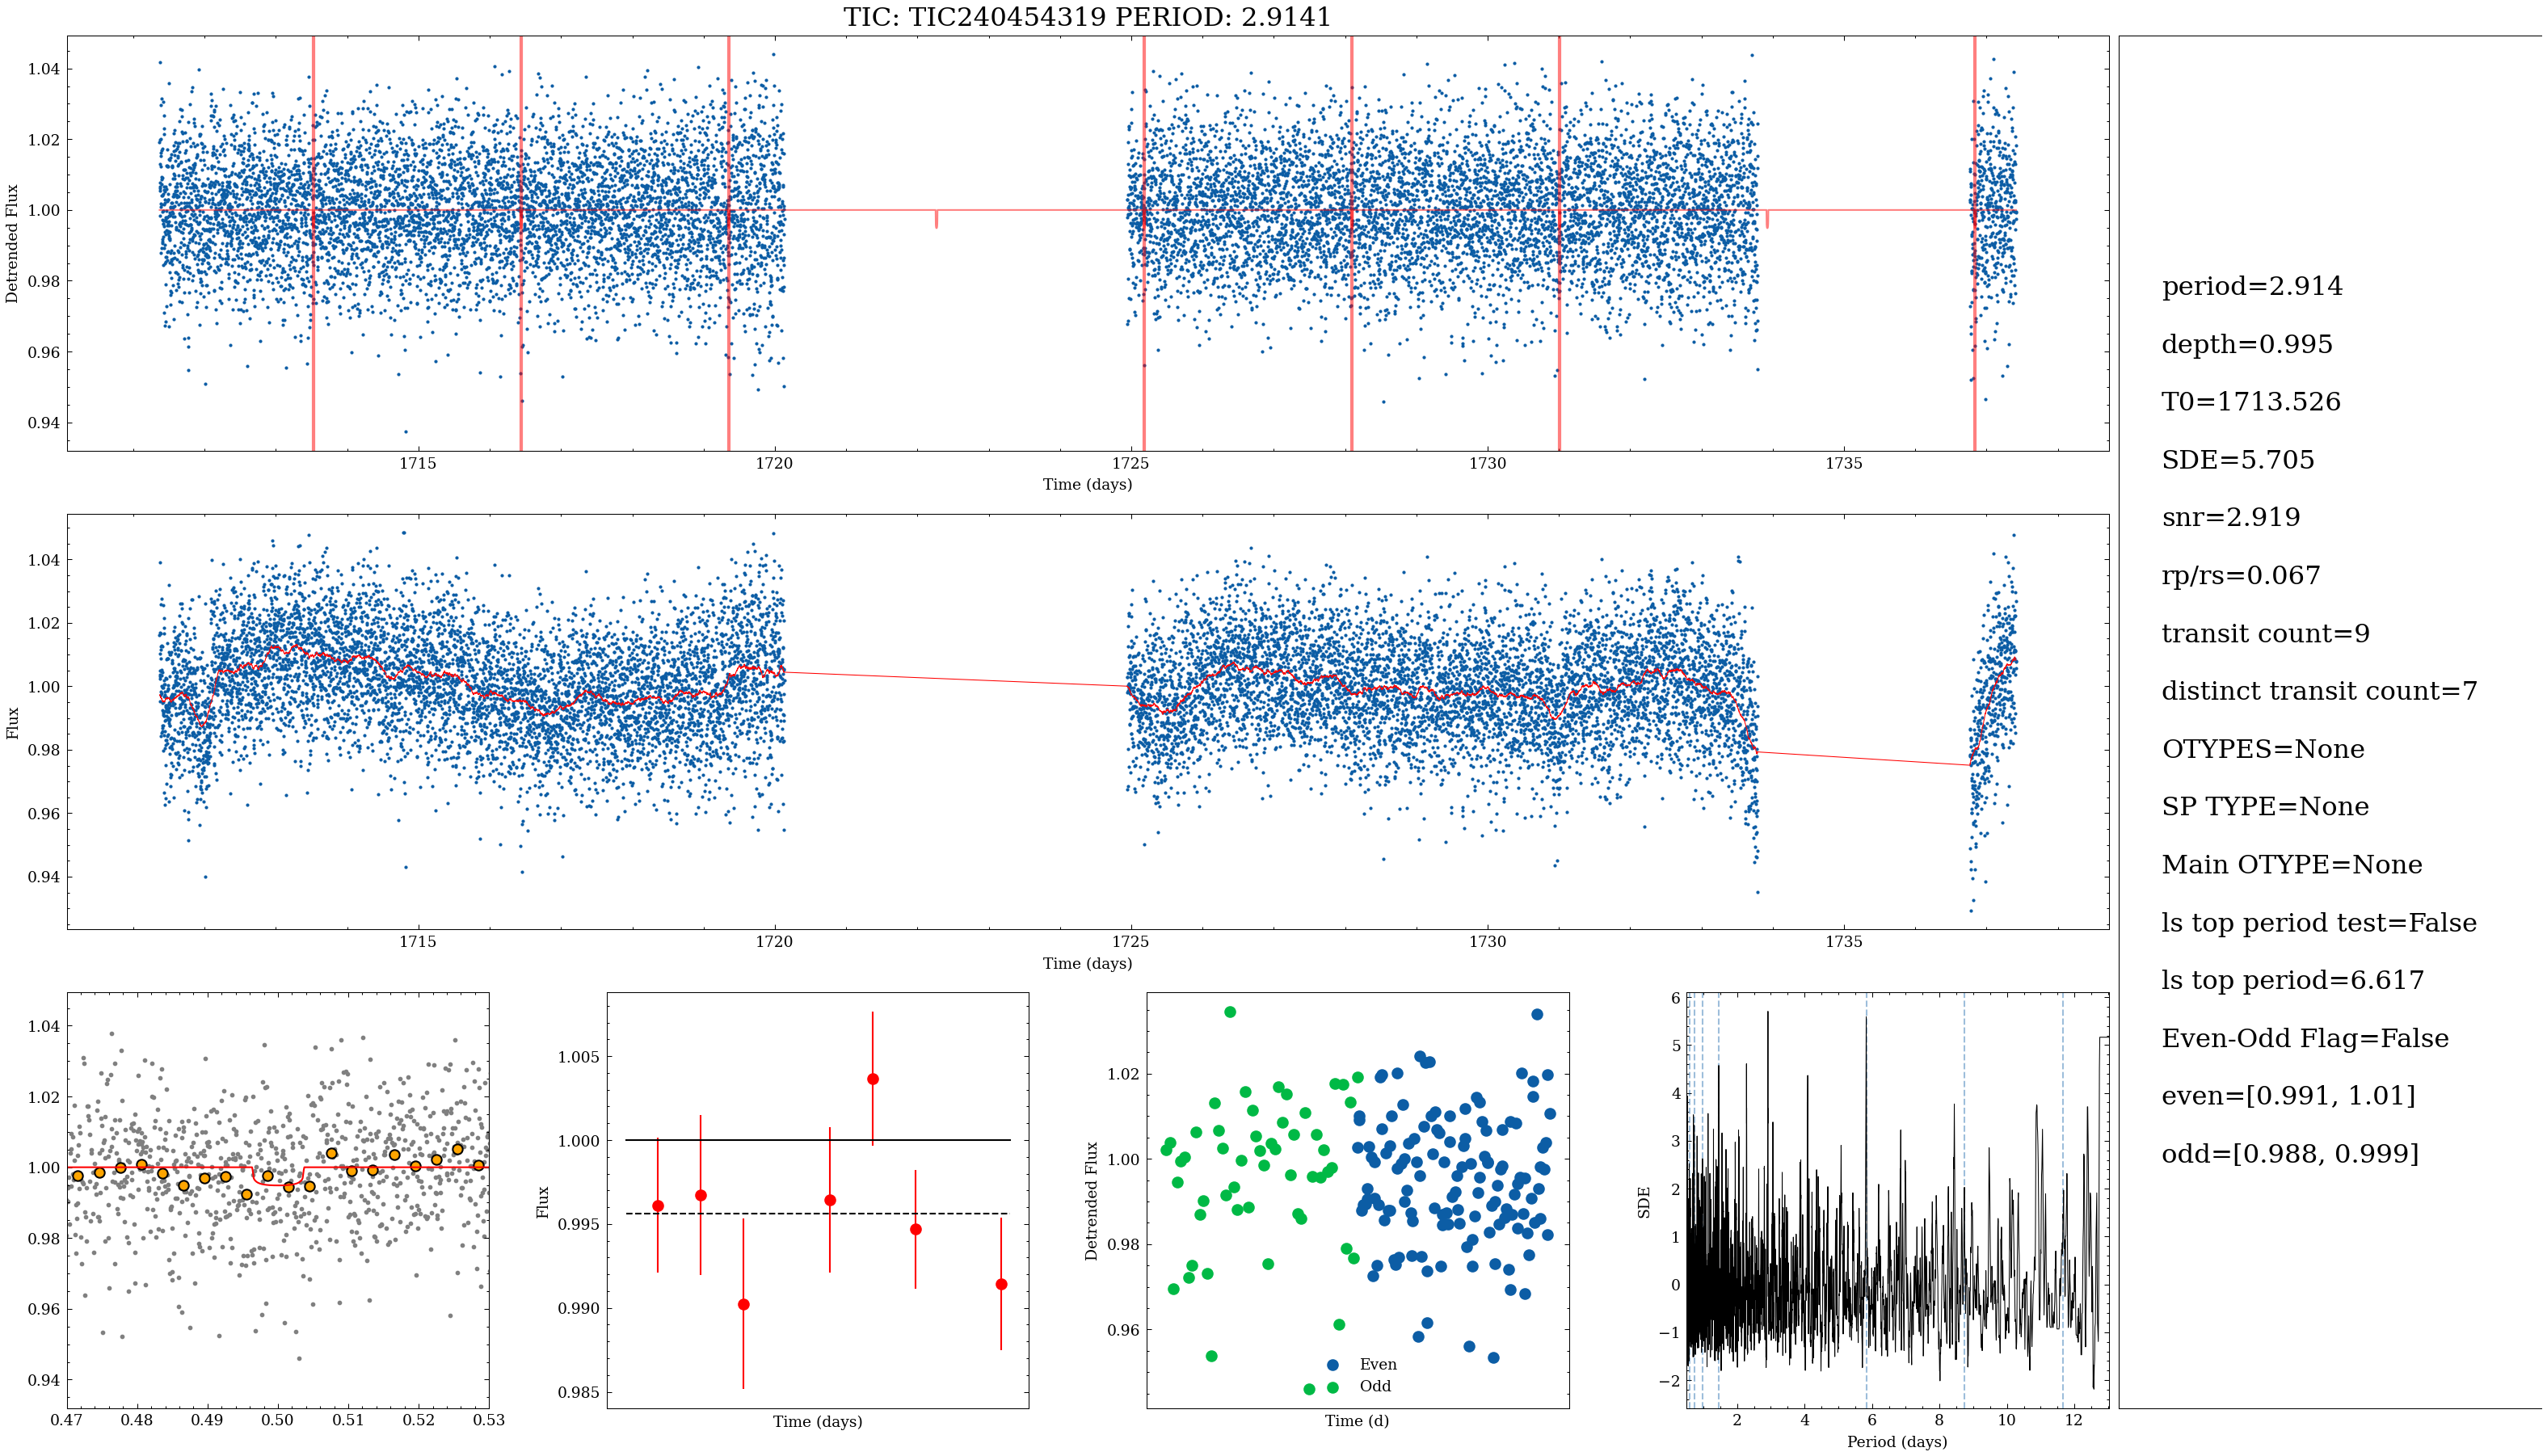 TIC: TIC240454319 PERIOD: 2.9141
1.04
1.02
1.00
0.98
0.96
0.94
Detrended Flux
1715
1720
1725
1730
1735
Time (days)
1.04
1.02
1.00
0.98
0.96
0.94
Flux
1715
1720
1725
1730
1735
Time (days)
period=2.914
depth=0.995
T0=1713.526
SDE=5.705
snr=2.919
rp/rs=0.067
transit count=9
distinct transit count=7
OTYPES=None
SP TYPE=None
Main OTYPE=None
ls top period test=False
ls top period=6.617
Even-Odd Flag=False
even=[0.991, 1.01]
odd=[0.988, 0.999]
1.04
1.02
1.00
0.98
0.96
0.94
0.47
0.48
0.49
0.50
0.51
0.52
0.53
1.005
1.000
0.995
0.990
0.985
Flux
Time (days)
1.02
1.00
0.98
0.96
Detrended Flux
Even
Odd
Time (d)
6
5
4
3
2
1
0
−1
−2
SDE
2
4
6
8
10
12
Period (days)